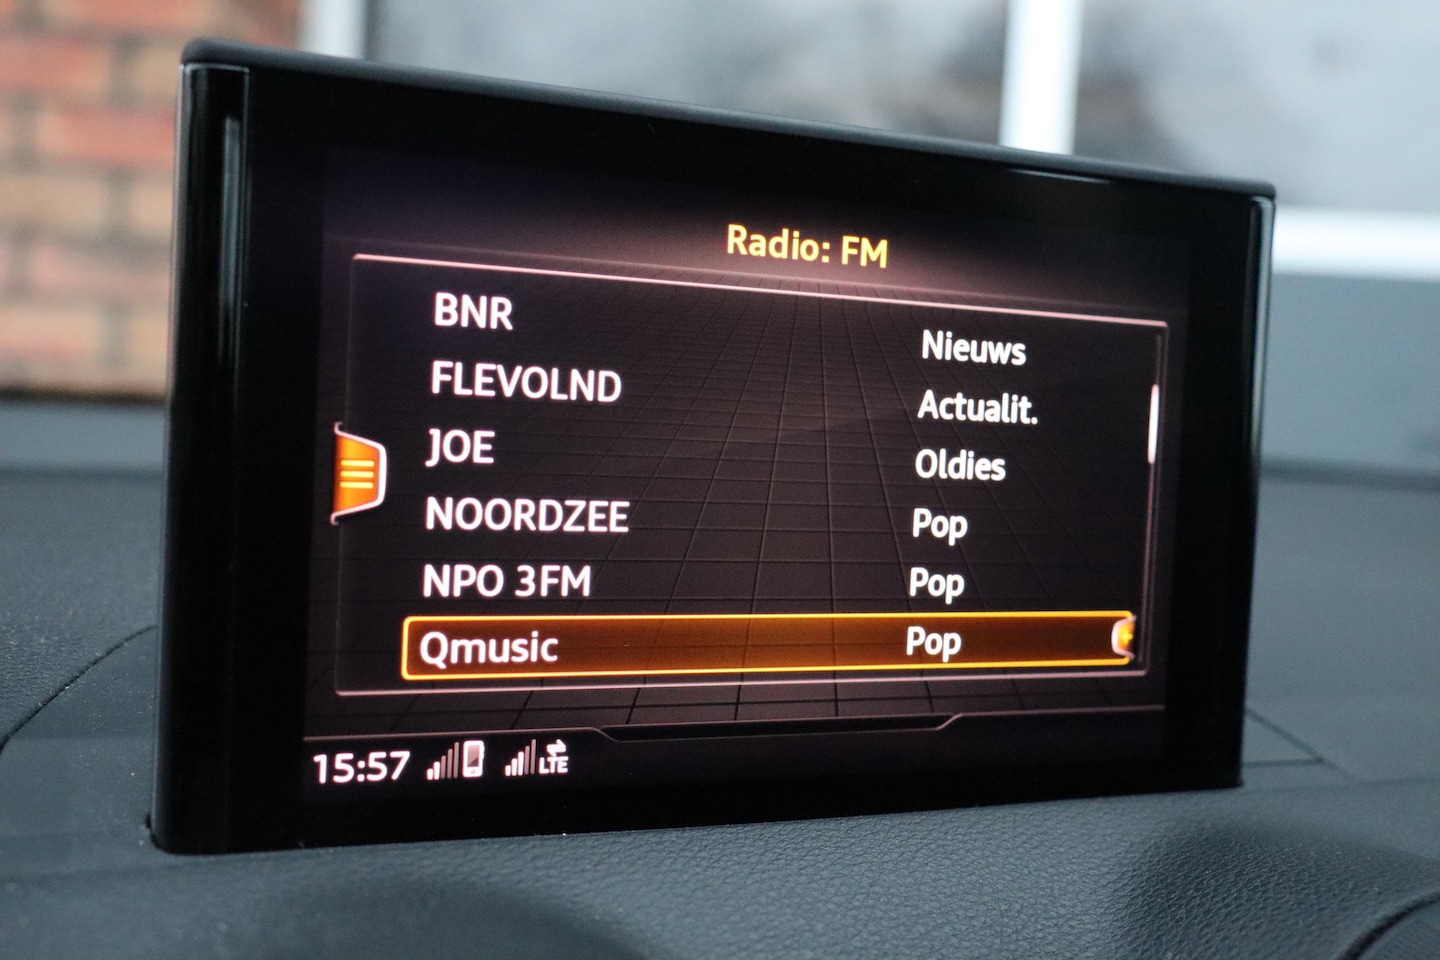 Radio: FM
BNR Nieuws
FLEVOLND Actualit.
JOE Oldies
NOORDZEE Pop
NPO 3FM Pop
Qmusic Pop
15:57 LTE